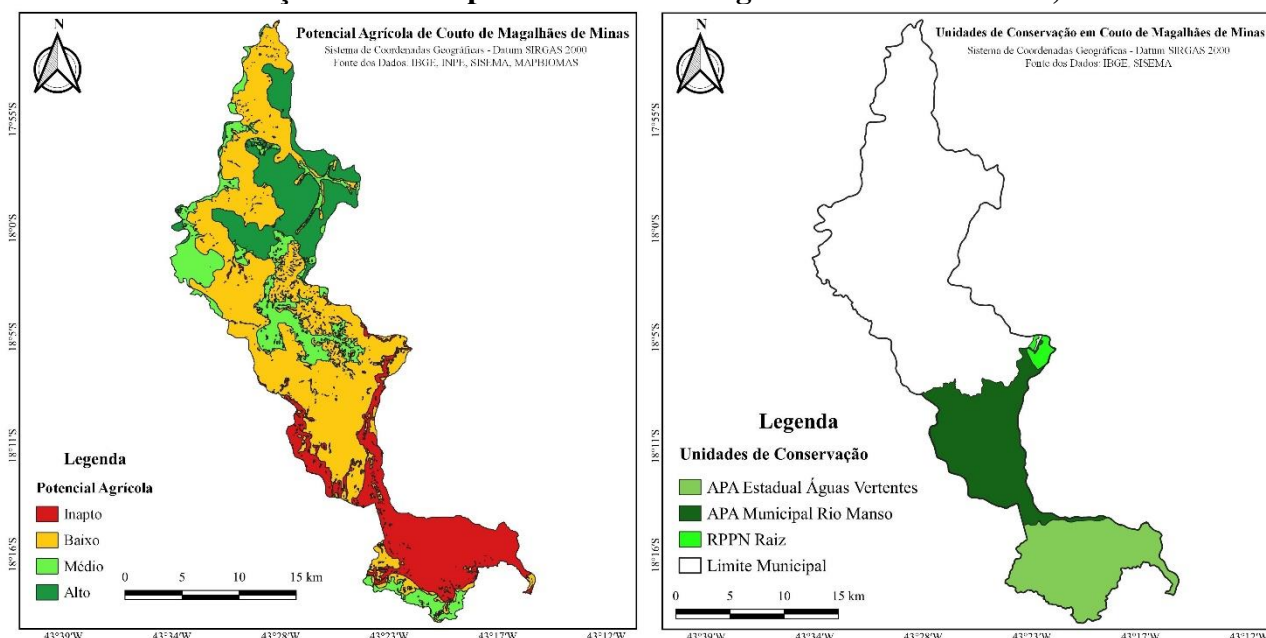 N
Potencial Agrícola de Couto de Magalhães de Minas
Sistema de Coordenadas Geográficas - Datum SIRGAS 2000
Fonte dos Dados: IBGE, INPE, SISEMA, MAPBIOMAS
17°55'S
18°0'S
18°5'S
18°11'S
18°16'S
Legenda
Potencial Agrícola
Inapto
Baixo
Médio
Alto
0 5 10 15 km
43°39'W 43°34'W 43°28'W 43°23'W 43°17'W 43°12'W
N
Unidades de Conservação em Couto de Magalhães de Minas
Sistema de Coordenadas Geográficas - Datum SIRGAS 2000
Fonte dos Dados: IBGE, SISEMA
17°55'S
18°0'S
18°5'S
18°11'S
18°16'S
Legenda
Unidades de Conservação
APA Estadual Águas Vertentes
APA Municipal Rio Manso
RPPN Raiz
Limite Municipal
0 5 10 15 km
43°39'W 43°34'W 43°28'W 43°23'W 43°17'W 43°12'W